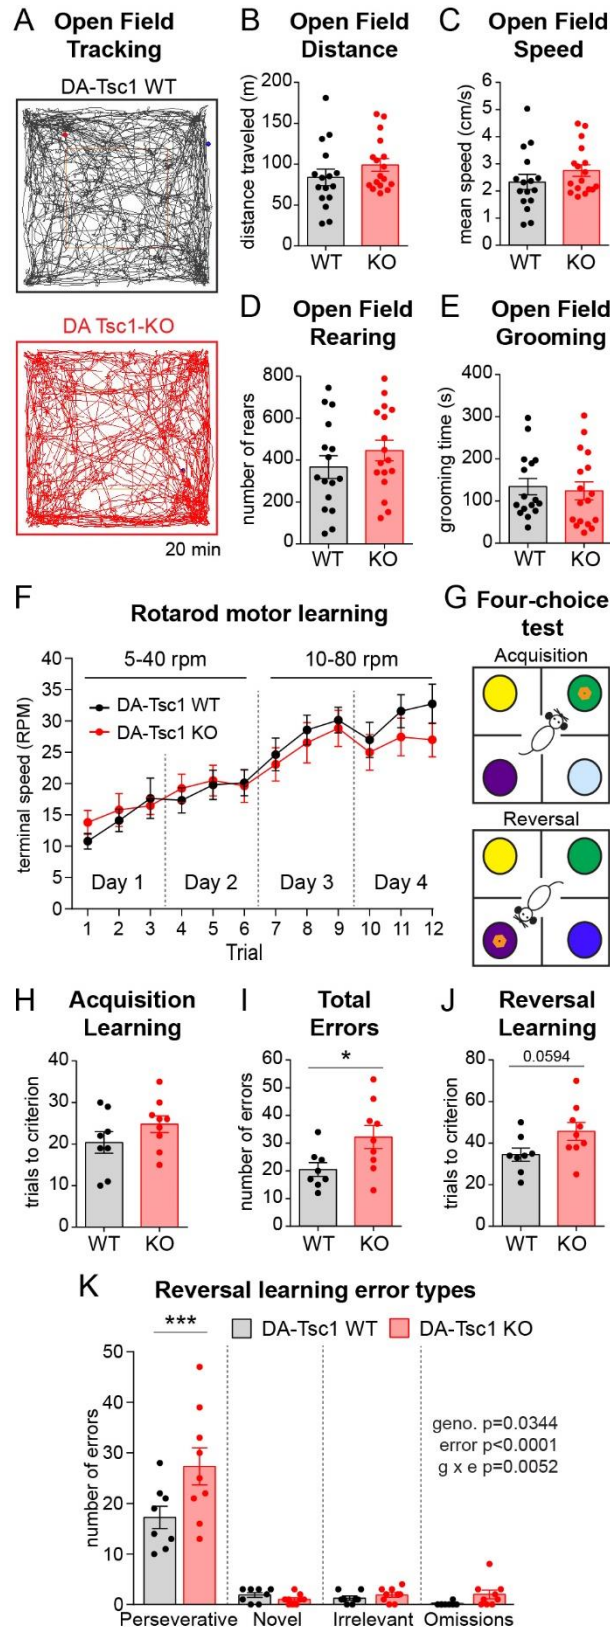 A Open Field Tracking
DA-Tsc1 WT
DA Tsc1-KO
20 min
B Open Field Distance
distance traveled (m)
200
150
100
50
0
WT KO
C Open Field Speed
mean speed (cm/s)
6
5
4
3
2
1
0
WT KO
D Open Field Rearing
number of rears
800
600
400
200
0
WT KO
E Open Field Grooming
grooming time (s)
400
300
200
100
0
WT KO
F Rotarod motor learning
5-40 rpm 10-80 rpm
DA-Tsc1 WT
DA-Tsc1 KO
terminal speed (RPM)
40
35
30
25
20
15
10
5
0
Day 1 Day 2 Day 3 Day 4
1 2 3 4 5 6 7 8 9 10 11 12
Trial
G Four-choice test
Acquisition
Reversal
H Acquisition Learning
trials to criterion
40
30
20
10
0
WT KO
I Total Errors
*
number of errors
60
50
40
30
20
10
0
WT KO
J Reversal Learning
0.0594
trials to criterion
80
60
40
20
0
WT KO
K Reversal learning error types
*** DA-Tsc1 WT DA-Tsc1 KO
number of errors
50
40
30
20
10
0
geno. p=0.0344
error p<0.0001
g x e p=0.0052
Perseverative Novel Irrelevant Omissions